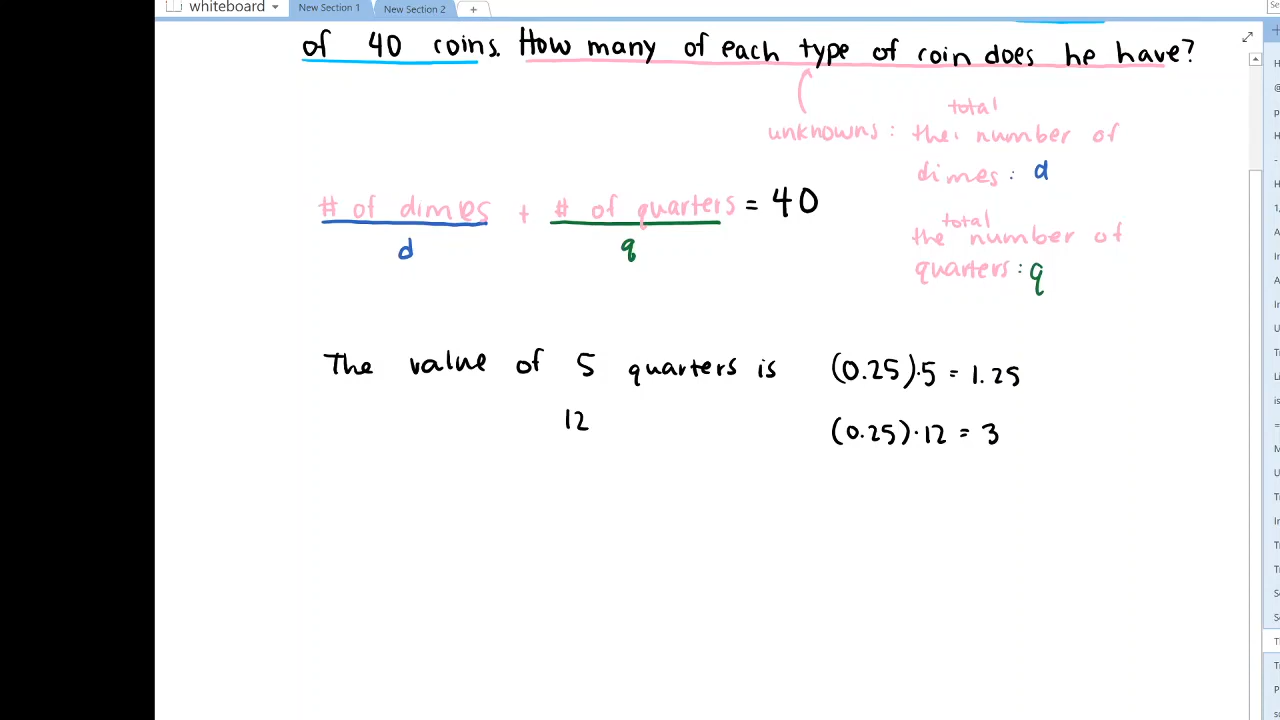 whiteboard
New Section 1
New Section 2
+
Se
of 40 coins. How many of each type of coin does he have?
total
unknowns: the number of
dimes: d
# of dimes + # of quarters = 40
d
q
total
the number of
quarters: q
The value of 5 quarters is (0.25)·5 = 1.25
12 (0.25)·12 = 3